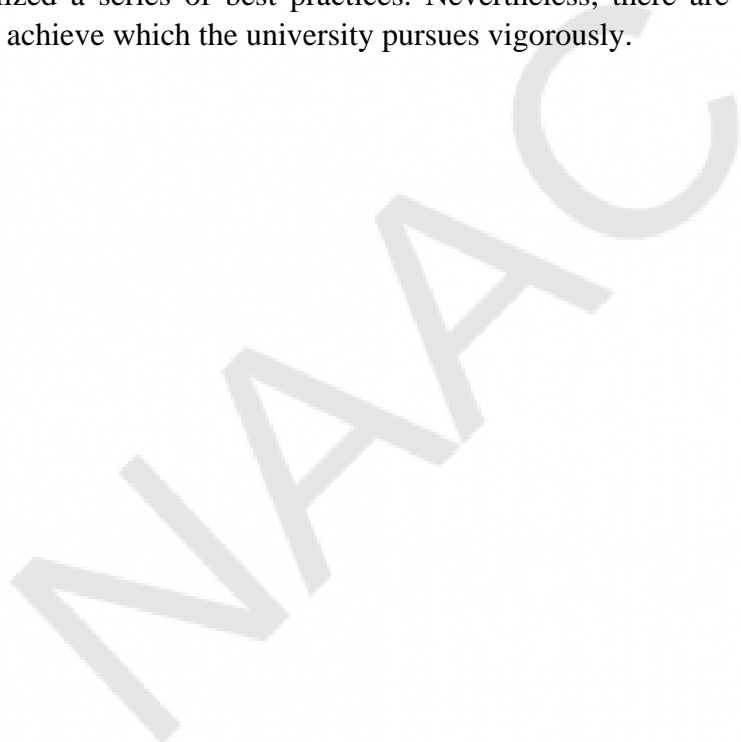 ized a series of best practices. Nevertheless, there are
achieve which the university pursues vigorously.
NAAC